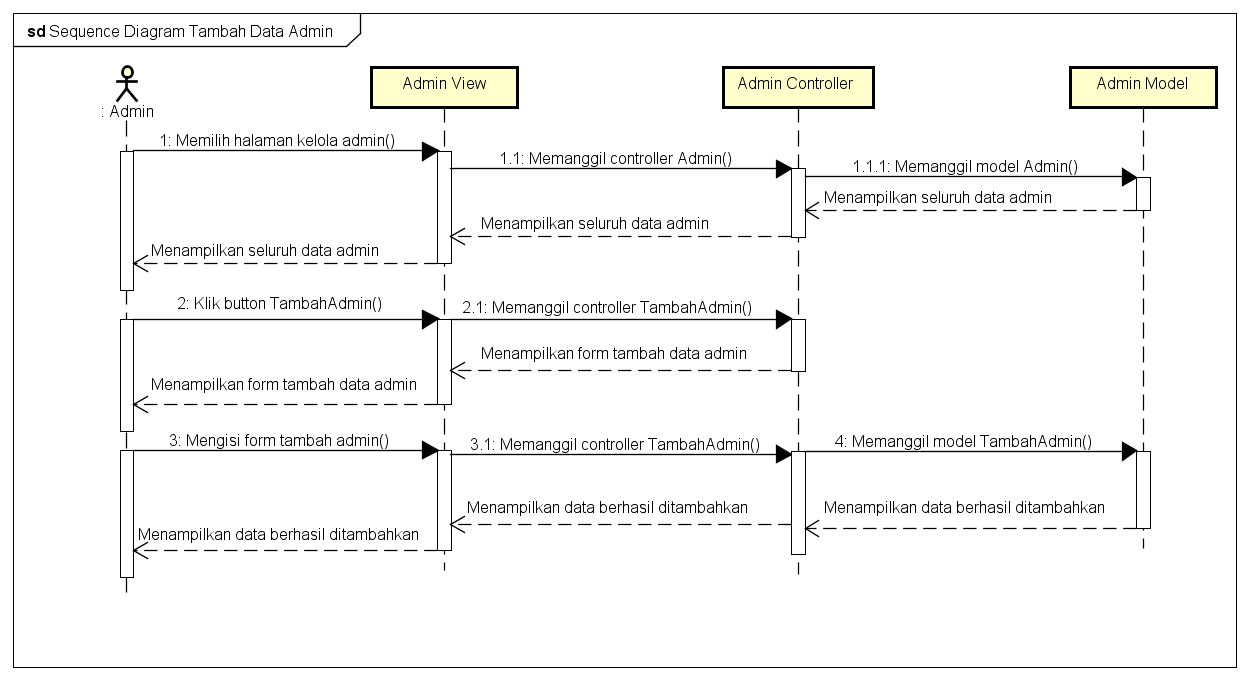 sd Sequence Diagram Tambah Data Admin
: Admin
Admin View
Admin Controller
Admin Model
1: Memilih halaman kelola admin()
1.1: Memanggil controller Admin()
1.1.1: Memanggil model Admin()
Menampilkan seluruh data admin
Menampilkan seluruh data admin
Menampilkan seluruh data admin
2: Klik button TambahAdmin()
2.1: Memanggil controller TambahAdmin()
Menampilkan form tambah data admin
Menampilkan form tambah data admin
3: Mengisi form tambah admin()
3.1: Memanggil controller TambahAdmin()
4: Memanggil model TambahAdmin()
Menampilkan data berhasil ditambahkan
Menampilkan data berhasil ditambahkan
Menampilkan data berhasil ditambahkan